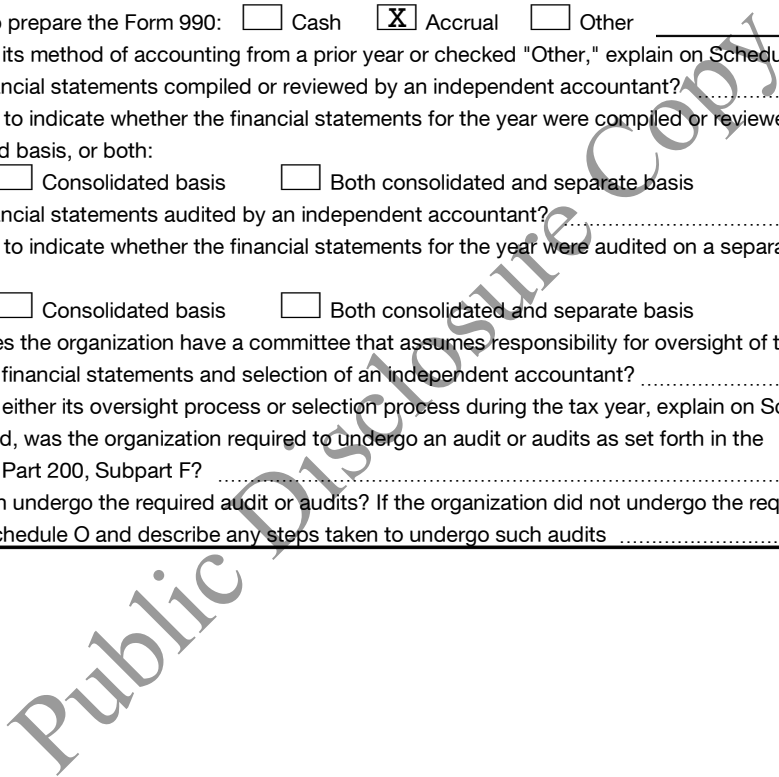 prepare the Form 990: Cash X Accrual Other
its method of accounting from a prior year or checked "Other," explain on Schedu
ncial statements compiled or reviewed by an independent accountant?
to indicate whether the financial statements for the year were compiled or reviewe
d basis, or both:
Consolidated basis Both consolidated and separate basis
ncial statements audited by an independent accountant?
to indicate whether the financial statements for the year were audited on a separa
Consolidated basis Both consolidated and separate basis
es the organization have a committee that assumes responsibility for oversight of t
financial statements and selection of an independent accountant?
either its oversight process or selection process during the tax year, explain on Sc
d, was the organization required to undergo an audit or audits as set forth in the
Part 200, Subpart F?
n undergo the required audit or audits? If the organization did not undergo the req
chedule O and describe any steps taken to undergo such audits
Public Disclosure Copy